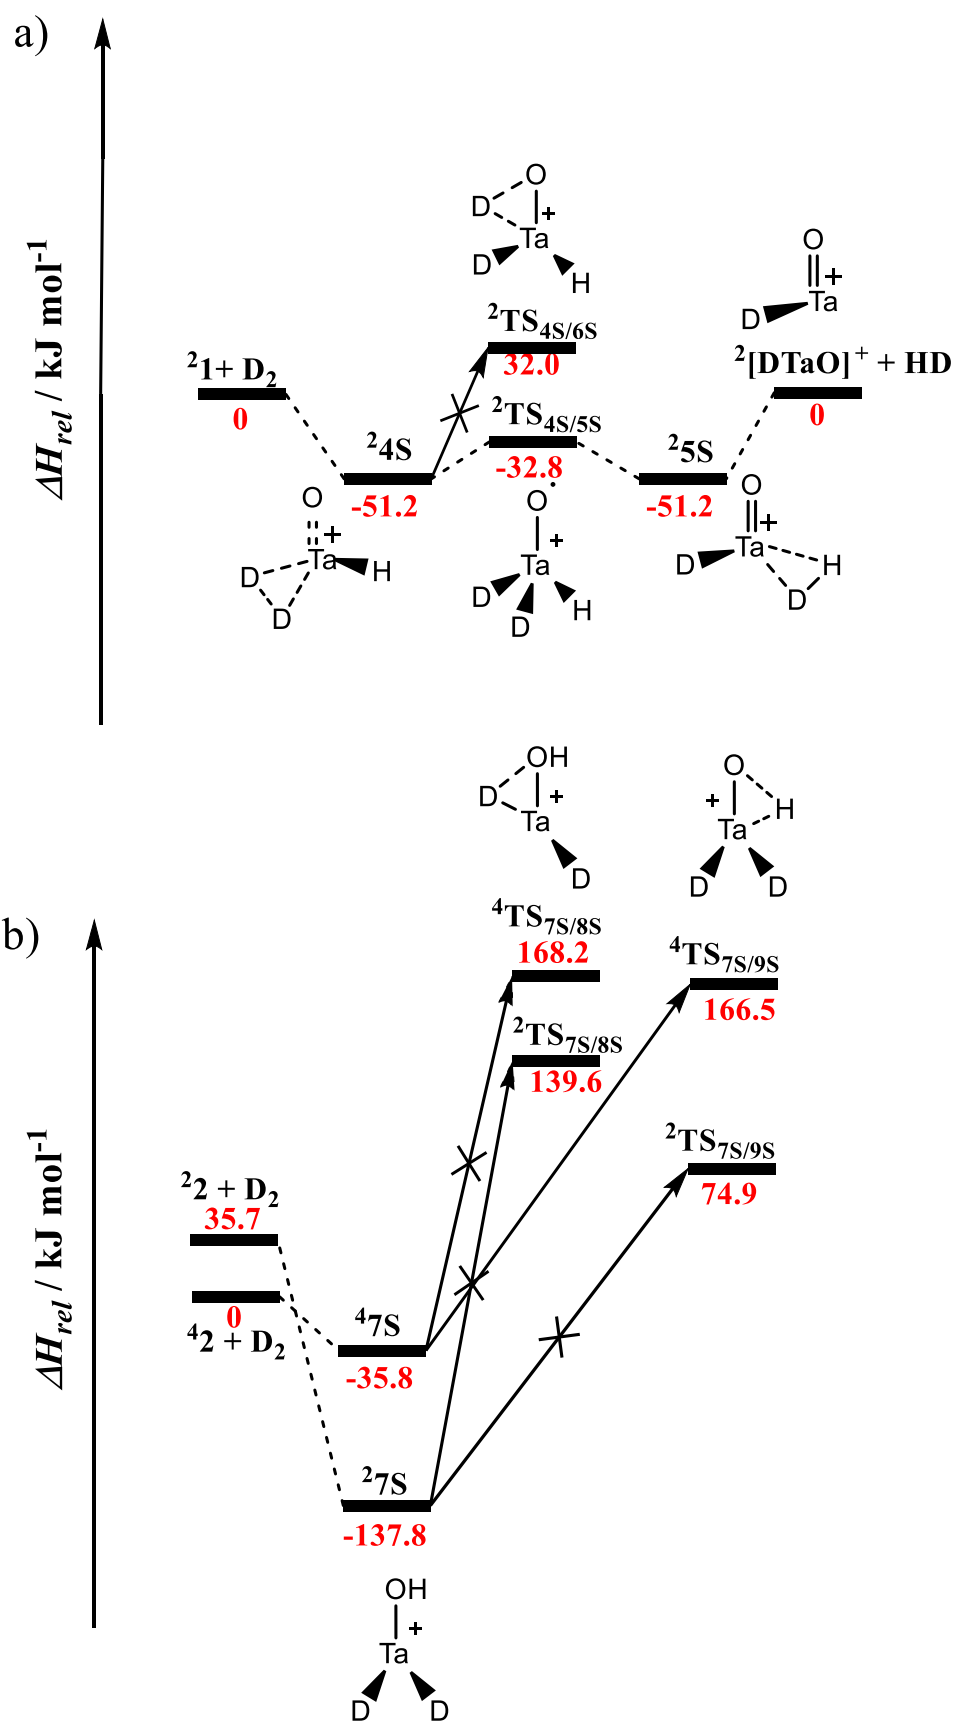 a)
ΔHrel / kJ mol-1
O
D
+
Ta
D
H
2TS4S/6S
32.0
O
+
Ta
D
21+ D2
0
2[DTaO]+ + HD
0
24S
-51.2
2TS4S/5S
-32.8
25S
-51.2
O
+
Ta
D
H
D
O·
+
Ta
D
H
D
O
+
Ta
D
H
D
OH
D
+
Ta
D
O
+
H
Ta
D D
b)
ΔHrel / kJ mol-1
4TS7S/8S
168.2
4TS7S/9S
166.5
2TS7S/8S
139.6
2TS7S/9S
74.9
22 + D2
35.7
0
42 + D2
47S
-35.8
27S
-137.8
OH
+
Ta
D D